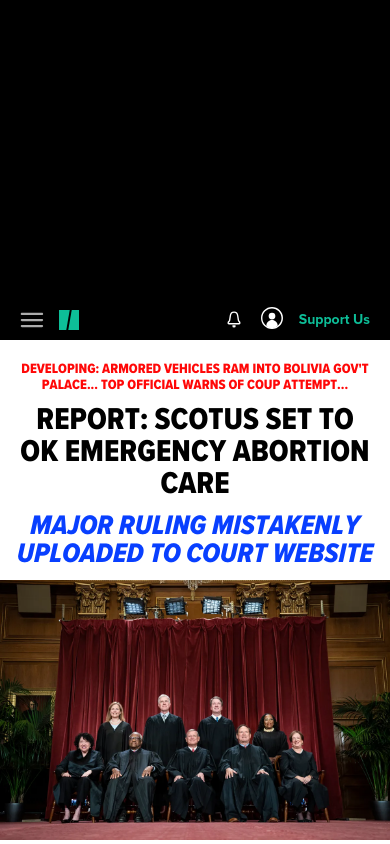 Support Us
DEVELOPING: ARMORED VEHICLES RAM INTO BOLIVIA GOV'T
PALACE... TOP OFFICIAL WARNS OF COUP ATTEMPT...
REPORT: SCOTUS SET TO
OK EMERGENCY ABORTION
CARE
MAJOR RULING MISTAKENLY
UPLOADED TO COURT WEBSITE